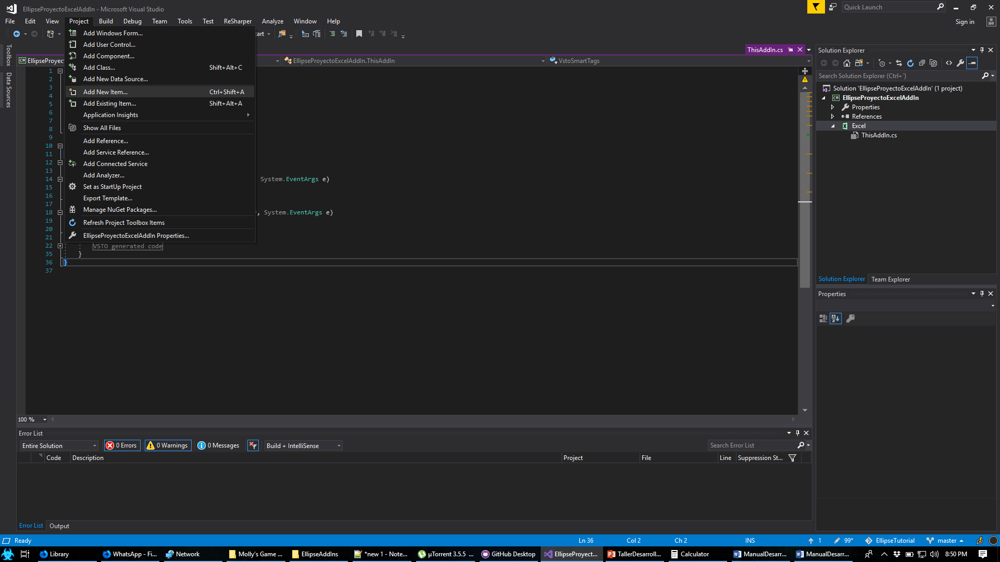 EllipseProyectoExcelAddIn - Microsoft Visual Studio
Quick Launch
File Edit View Project Build Debug Team Tools Test ReSharper Analyze Window Help
Sign in
Add Windows Form...
Add User Control...
Add Component...
Add Class... Shift+Alt+C
Add New Data Source...
Add New Item... Ctrl+Shift+A
Add Existing Item... Shift+Alt+A
Application Insights
Show All Files
Add Reference...
Add Service Reference...
Add Connected Service
Add Analyzer...
Set as StartUp Project
Export Template...
Manage NuGet Packages...
Refresh Project Toolbox Items
EllipseProyectoExcelAddIn Properties...
Toolbox
Data Sources
ThisAddIn.cs
EllipseProyect
EllipseProyectoExcelAddIn.ThisAddIn
VstoSmartTags
1
2
3
4
5
6
7
8
9
10
11
12
13
14 System.EventArgs e)
15
16
17
18 , System.EventArgs e)
19
20
21
22 VSTO generated code
35 }
36 }
37
100 %
Solution Explorer
Search Solution Explorer (Ctrl+´)
Solution 'EllipseProyectoExcelAddIn' (1 project)
C# EllipseProyectoExcelAddIn
Properties
References
Excel
ThisAddIn.cs
Solution Explorer Team Explorer
Properties
Error List
Entire Solution 0 Errors 0 Warnings 0 Messages Build + IntelliSense Search Error List
Code Description Project File Line Suppression St...
Error List Output
Ready Ln 36 Col 2 Ch 2 INS 1 99* EllipseTutorial master
Library WhatsApp - Fi... Network Molly's Game ... EllipseAddIns *new 1 - Note... µTorrent 3.5.5 ... GitHub Desktop EllipseProyect... TallerDesarroll... Calculator ManualDesarr... ManualDesarr... 8:50 PM